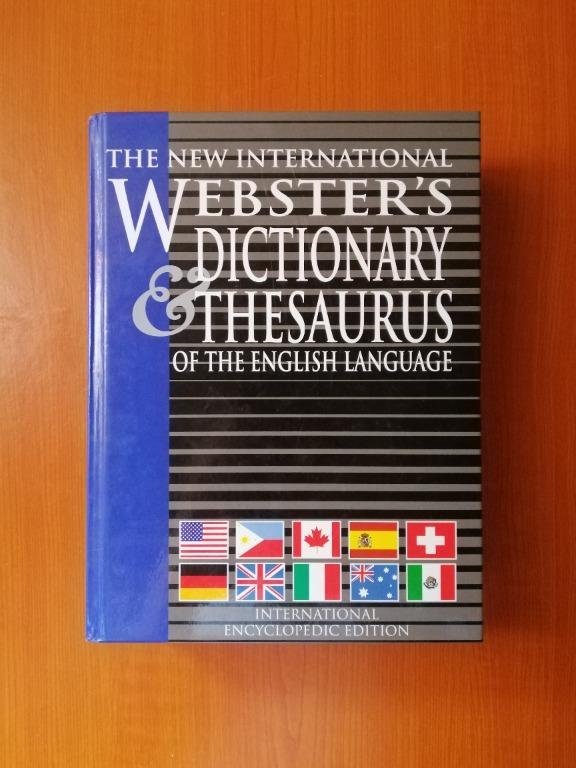 THE NEW INTERNATIONAL
WEBSTER'S
DICTIONARY
& THESAURUS
OF THE ENGLISH LANGUAGE
INTERNATIONAL
ENCYCLOPEDIC EDITION